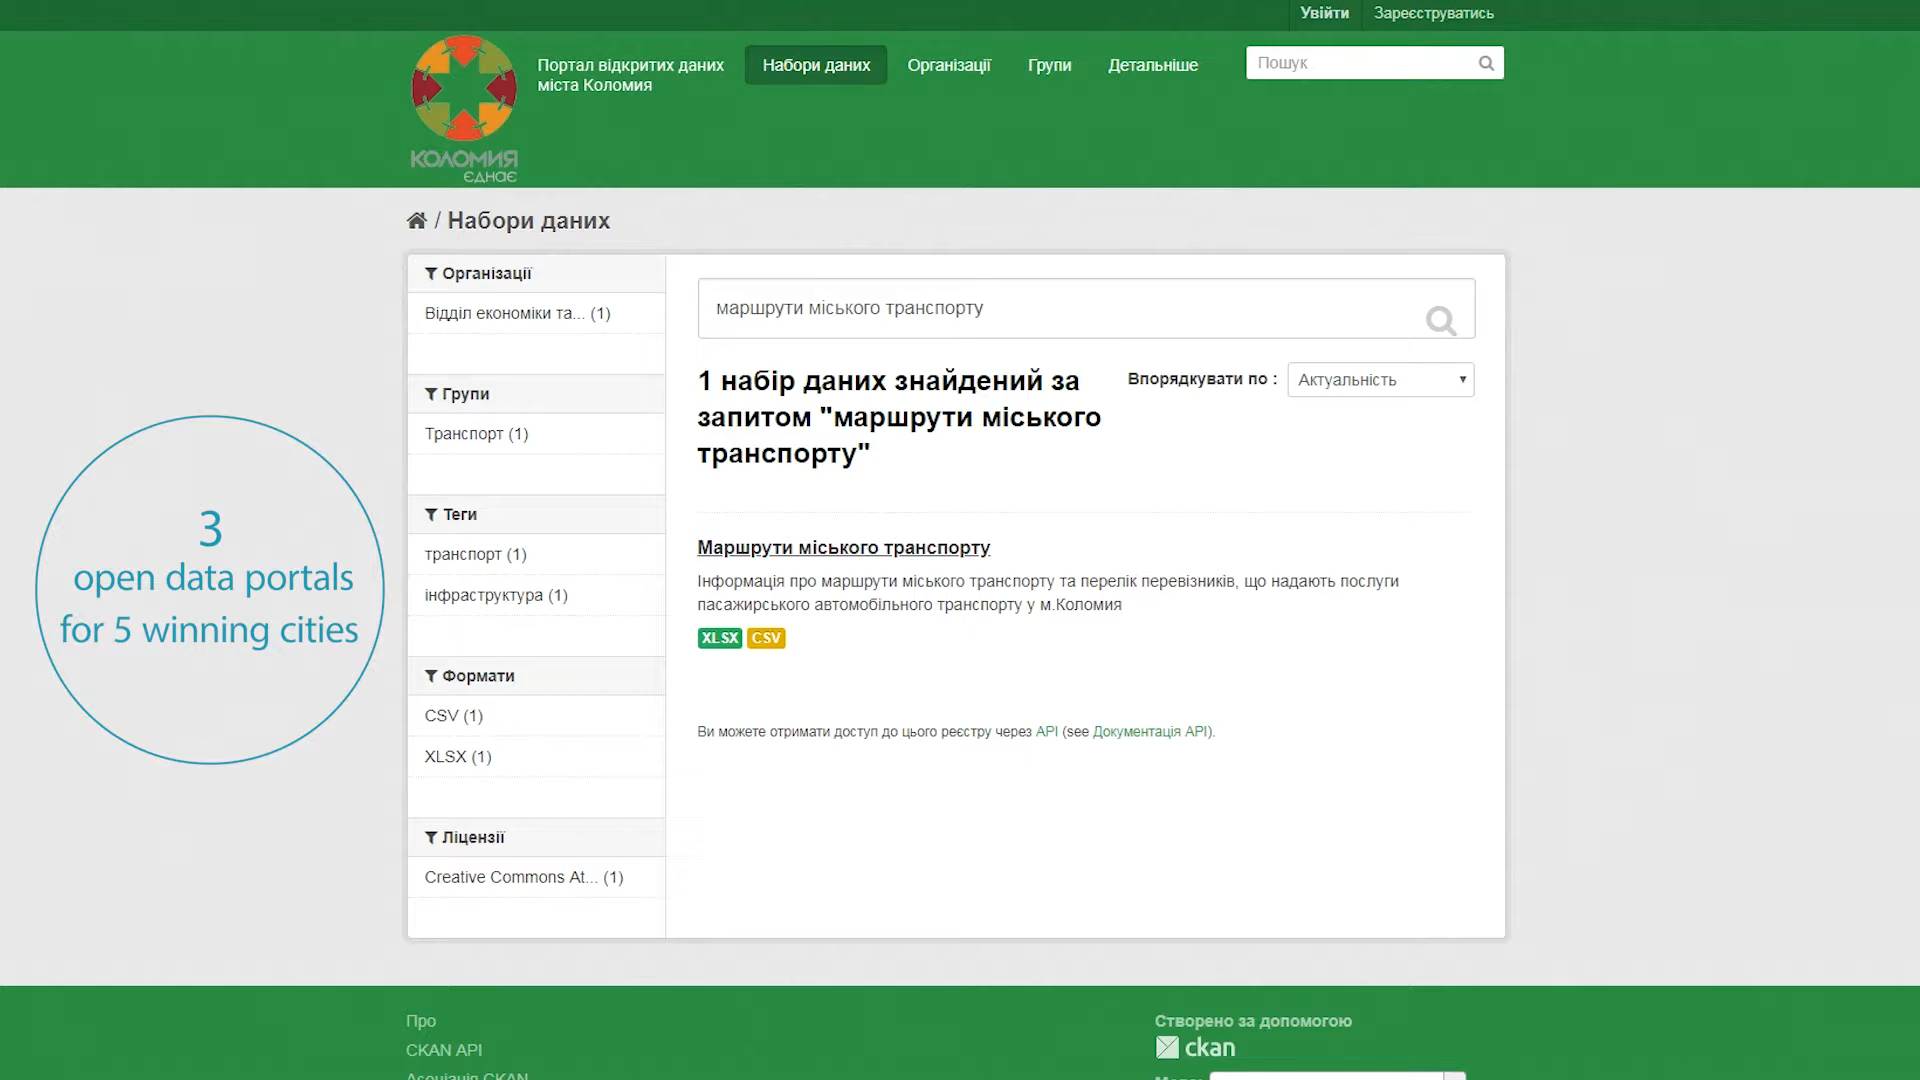 Увійти
Зареєструватись
Портал відкритих даних
міста Коломия
Набори даних
Організації
Групи
Детальніше
Пошук
КОЛОМИЯ
ЄДНАЄ
/ Набори даних
Організації
Відділ економіки та... (1)
Групи
Транспорт (1)
Теги
транспорт (1)
інфраструктура (1)
Формати
CSV (1)
XLSX (1)
Ліцензії
Creative Commons At... (1)
маршрути міського транспорту
1 набір даних знайдений за
запитом "маршрути міського
транспорту"
Впорядкувати по :
Актуальність
Маршрути міського транспорту
Інформація про маршрути міського транспорту та перелік перевізників, що надають послуги
пасажирського автомобільного транспорту у м.Коломия
XLSX CSV
Ви можете отримати доступ до цього реєстру через API (see Документація API).
3
open data portals
for 5 winning cities
Про
CKAN API
Асоціація CKAN
Створено за допомогою
ckan